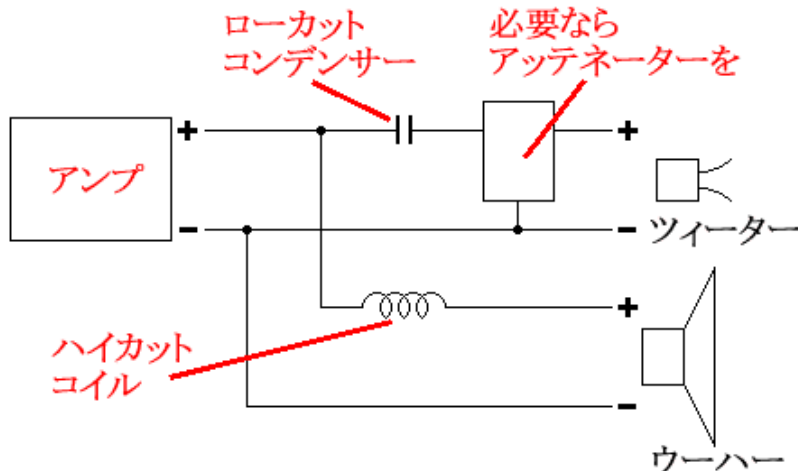 ローカット
コンデンサー
必要なら
アッテネーターを
アンプ
+
-
+
-
ツィーター
ハイカット
コイル
+
-
ウーハー